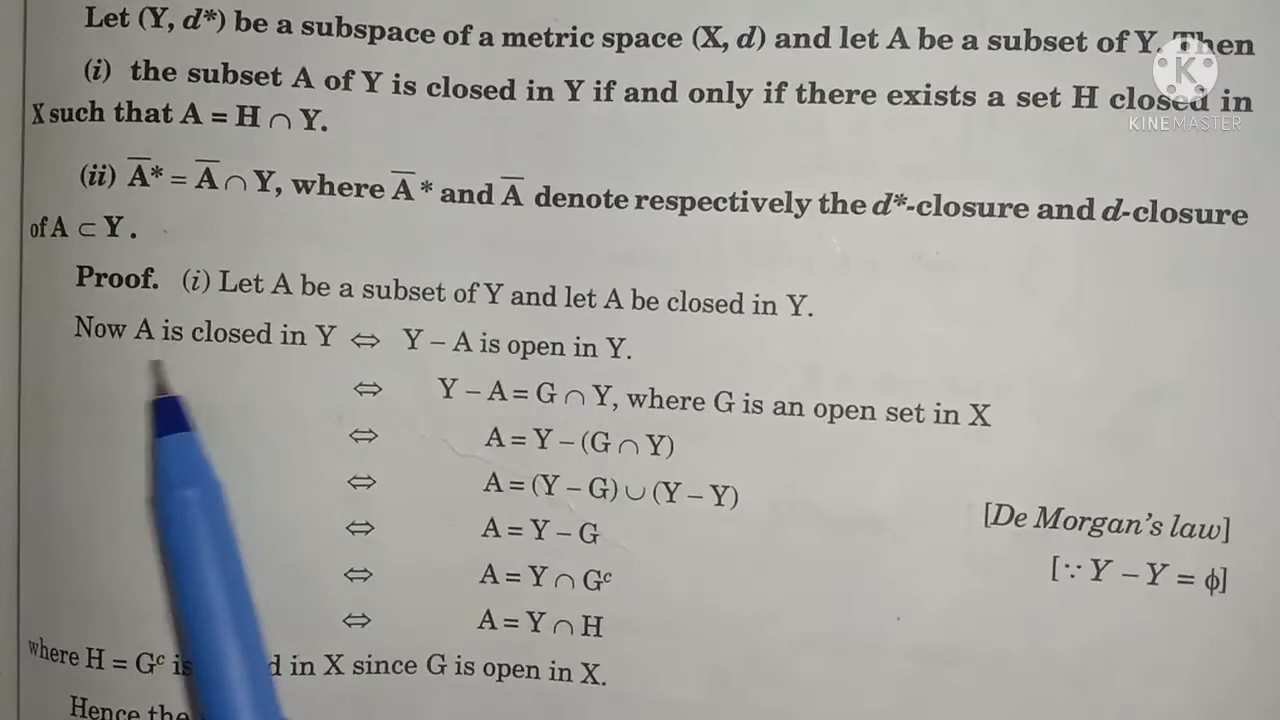 Let (Y, d*) be a subspace of a metric space (X, d) and let A be a subset of Y. Then
(i) the subset A of Y is closed in Y if and only if there exists a set H closed in
X such that A = H ∩ Y.
(ii) A̅* = A̅ ∩ Y, where A̅* and A̅ denote respectively the d*-closure and d-closure
of A ⊂ Y.
Proof. (i) Let A be a subset of Y and let A be closed in Y.
Now A is closed in Y ⇔ Y – A is open in Y.
⇔ Y – A = G ∩ Y, where G is an open set in X
⇔ A = Y – (G ∩ Y)
⇔ A = (Y – G) ∪ (Y – Y) [De Morgan's law]
⇔ A = Y – G [∵ Y – Y = ϕ]
⇔ A = Y ∩ Gᶜ
⇔ A = Y ∩ H
where H = Gᶜ is in X since G is open in X.
Hence the
K
KINEMASTER